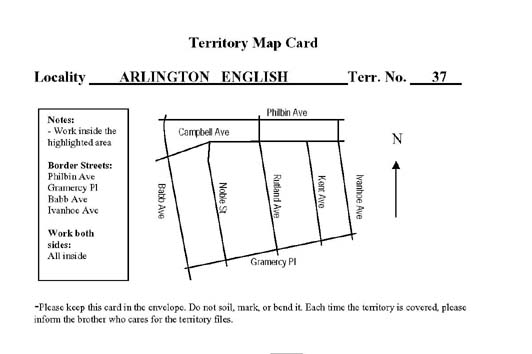 Territory Map Card
Locality ARLINGTON ENGLISH Terr. No. 37
Notes:
- Work inside the
highlighted area
Border Streets:
Philbin Ave
Gramercy Pl
Babb Ave
Ivanhoe Ave
Work both
sides:
All inside
Philbin Ave
Campbell Ave
N
Babb Ave
Noble St
Rutland Ave
Kent Ave
Ivanhoe Ave
Gramercy Pl
-Please keep this card in the envelope. Do not soil, mark, or bend it. Each time the territory is covered, please
inform the brother who cares for the territory files.